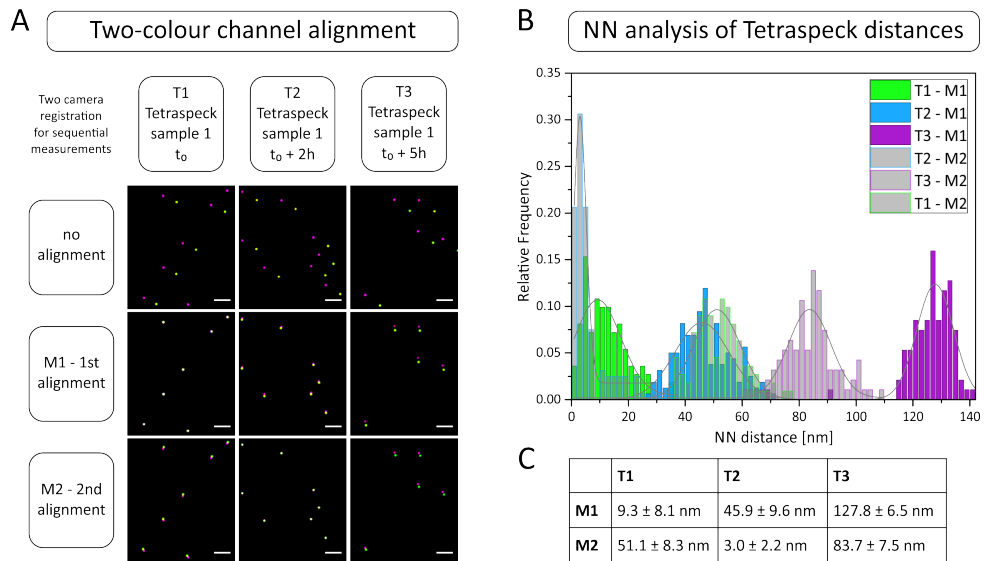 A
Two-colour channel alignment
Two camera
registration
for sequential
measurements
T1
Tetraspeck
sample 1
t₀
T2
Tetraspeck
sample 1
t₀ + 2h
T3
Tetraspeck
sample 1
t₀ + 5h
no
alignment
M1 - 1st
alignment
M2 - 2nd
alignment
B
NN analysis of Tetraspeck distances
Relative Frequency
0.35
0.30
0.25
0.20
0.15
0.10
0.05
0.00
T1 - M1
T2 - M1
T3 - M1
T2 - M2
T3 - M2
T1 - M2
0 20 40 60 80 100 120 140
NN distance [nm]
C
T1 T2 T3
M1 9.3 ± 8.1 nm 45.9 ± 9.6 nm 127.8 ± 6.5 nm
M2 51.1 ± 8.3 nm 3.0 ± 2.2 nm 83.7 ± 7.5 nm